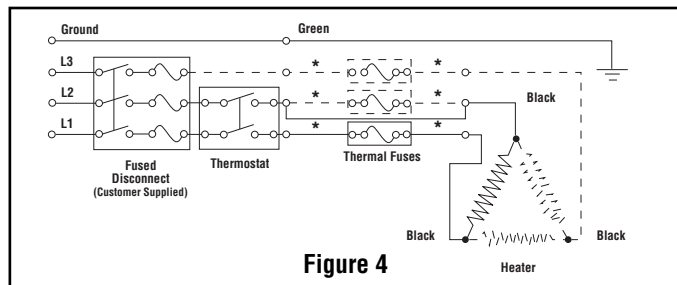 Ground
Green
L3
*
*
L2
*
*
Black
L1
*
*
Fused
Disconnect
(Customer Supplied)
Thermostat
Thermal Fuses
Black
Black
Figure 4
Heater